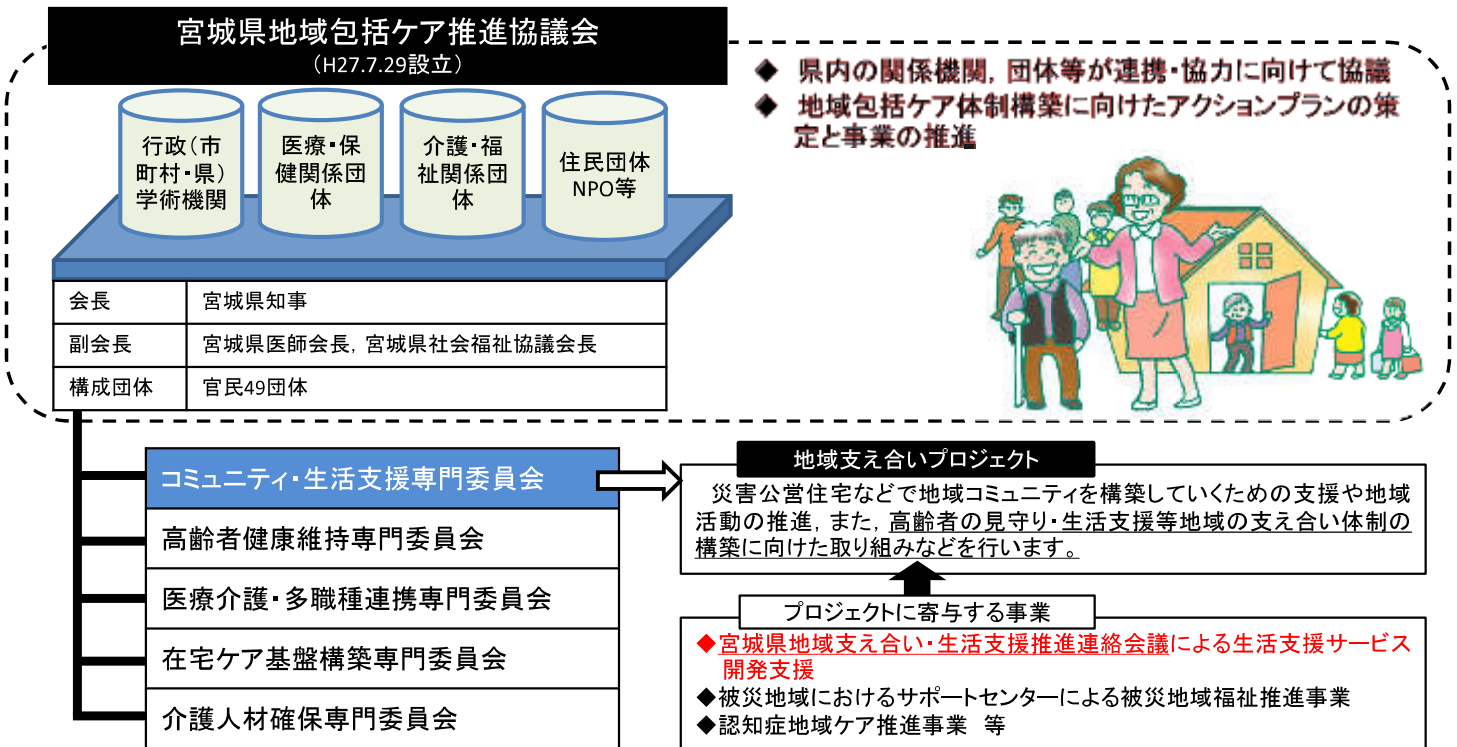 宮城県地域包括ケア推進協議会
(H27.7.29設立)
◆ 県内の関係機関,団体等が連携・協力に向けて協議
◆ 地域包括ケア体制構築に向けたアクションプランの策
定と事業の推進
行政(市
町村・県)
学術機関
医療・保
健関係団
体
介護・福
祉関係団
体
住民団体
NPO等
会長 宮城県知事
副会長 宮城県医師会長,宮城県社会福祉協議会長
構成団体 官民49団体
コミュニティ・生活支援専門委員会
高齢者健康維持専門委員会
医療介護・多職種連携専門委員会
在宅ケア基盤構築専門委員会
介護人材確保専門委員会
地域支え合いプロジェクト
災害公営住宅などで地域コミュニティを構築していくための支援や地域
活動の推進,また,高齢者の見守り・生活支援等地域の支え合い体制の
構築に向けた取り組みなどを行います。
プロジェクトに寄与する事業
◆宮城県地域支え合い・生活支援推進連絡会議による生活支援サービス
開発支援
◆被災地域におけるサポートセンターによる被災地域福祉推進事業
◆認知症地域ケア推進事業 等